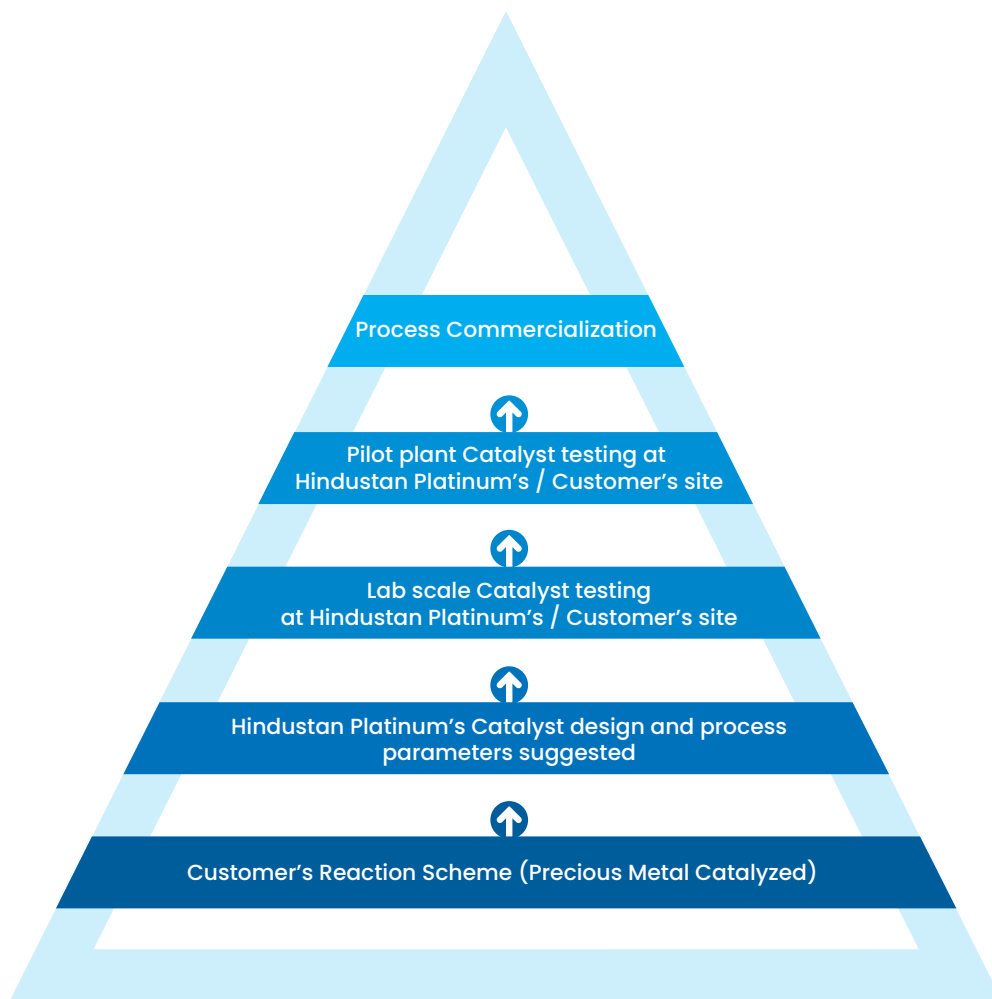 Process Commercialization
Pilot plant Catalyst testing at
Hindustan Platinum’s / Customer’s site
Lab scale Catalyst testing
at Hindustan Platinum’s / Customer’s site
Hindustan Platinum’s Catalyst design and process
parameters suggested
Customer’s Reaction Scheme (Precious Metal Catalyzed)